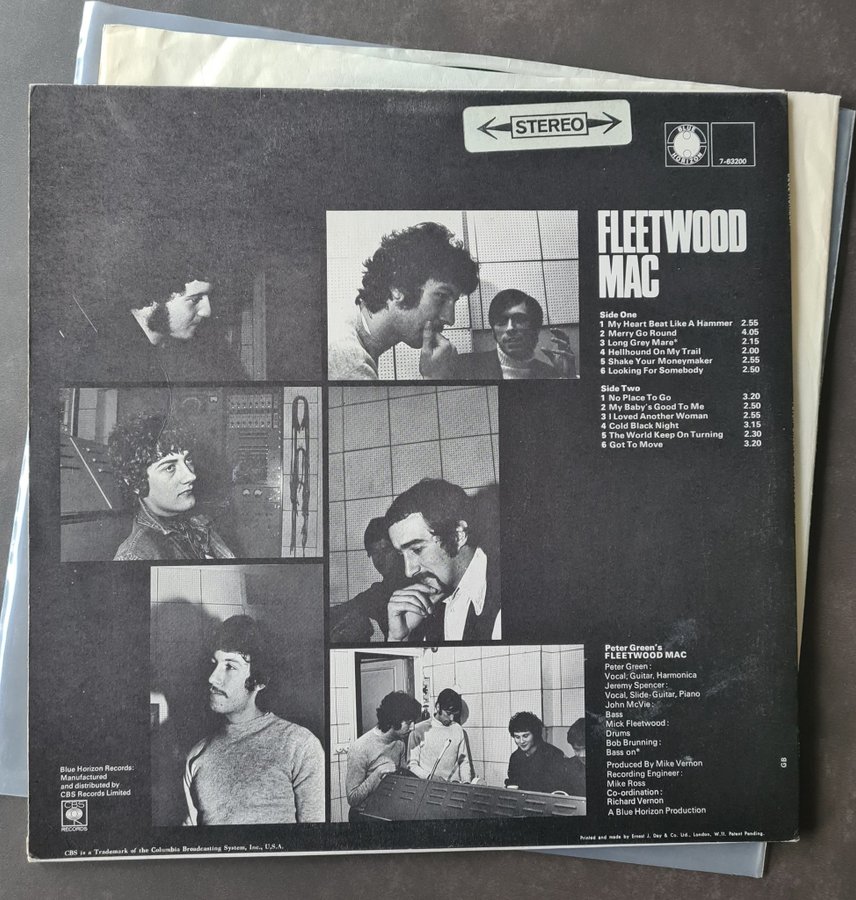 STEREO
BLUE
HORIZON
7-63200
FLEETWOOD
MAC
Side One
1 My Heart Beat Like A Hammer 2.55
2 Merry Go Round 4.05
3 Long Grey Mare* 2.15
4 Hellhound On My Trail 2.00
5 Shake Your Moneymaker 2.55
6 Looking For Somebody 2.50
Side Two
1 No Place To Go 3.20
2 My Baby's Good To Me 2.50
3 I Loved Another Woman 2.55
4 Cold Black Night 3.15
5 The World Keep On Turning 2.30
6 Got To Move 3.20
Peter Green's
FLEETWOOD MAC
Peter Green:
Vocal, Guitar, Harmonica
Jeremy Spencer:
Vocal, Slide-Guitar, Piano
John McVie:
Bass
Mick Fleetwood:
Drums
Bob Brunning:
Bass on*
Produced By Mike Vernon
Recording Engineer:
Mike Ross
Co-ordination:
Richard Vernon
A Blue Horizon Production
GB
Blue Horizon Records:
Manufactured
and distributed by
CBS Records Limited
CBS
RECORDS
CBS is a Trademark of the Columbia Broadcasting System, Inc., U.S.A.
Printed and made by Ernest J. Day & Co. Ltd., London, W.11. Patent Pending.